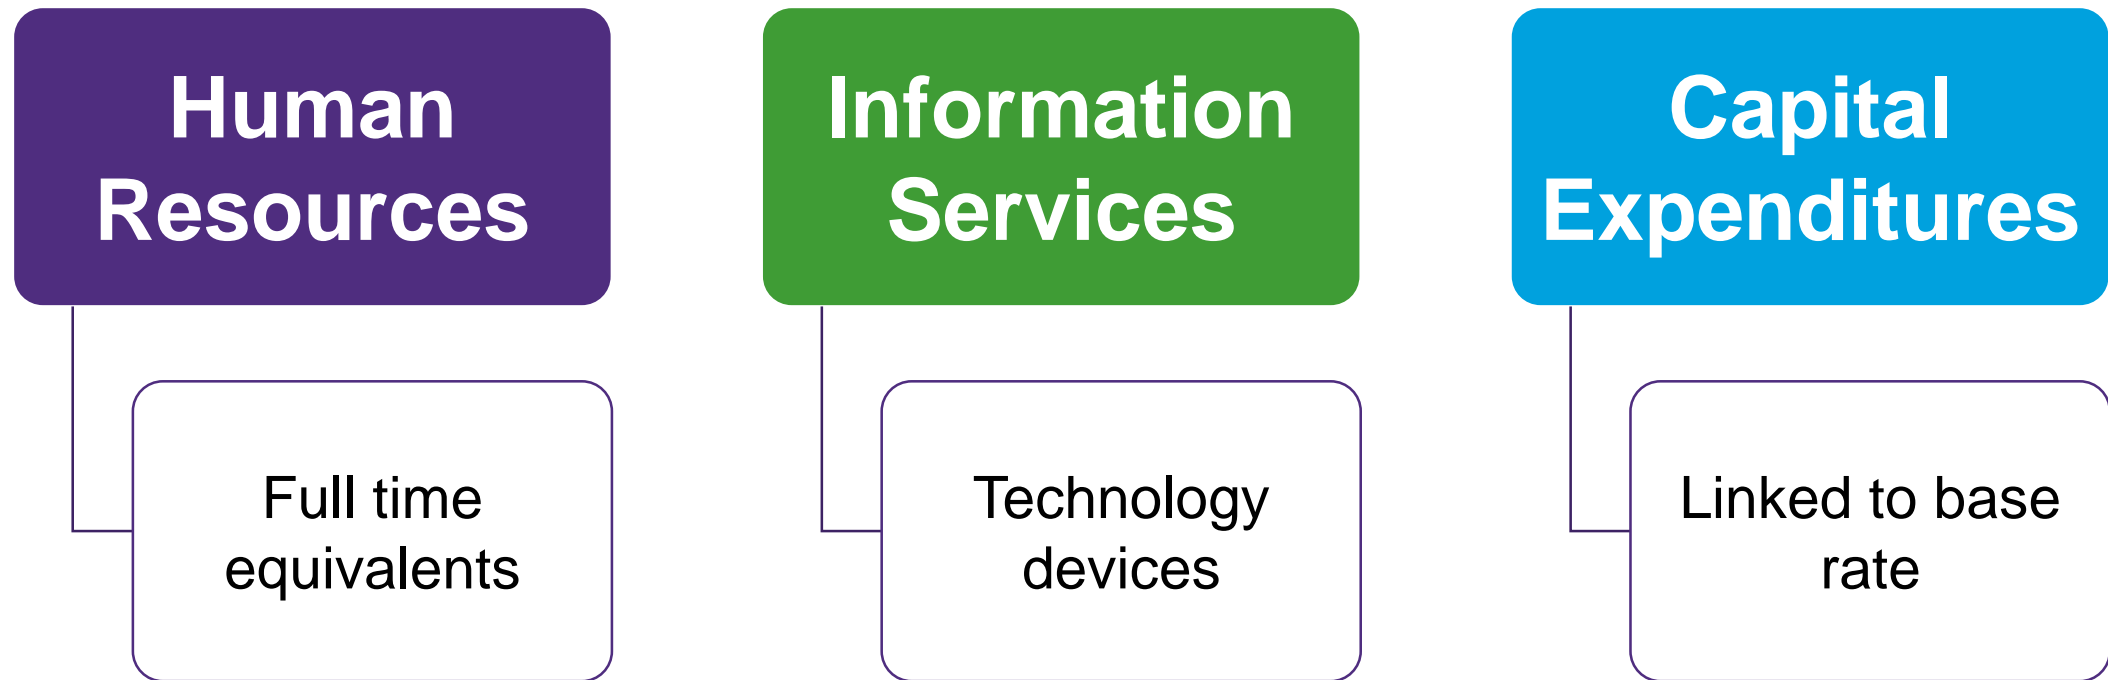 Human
Resources
Full time
equivalents
Information
Services
Technology
devices
Capital
Expenditures
Linked to base
rate